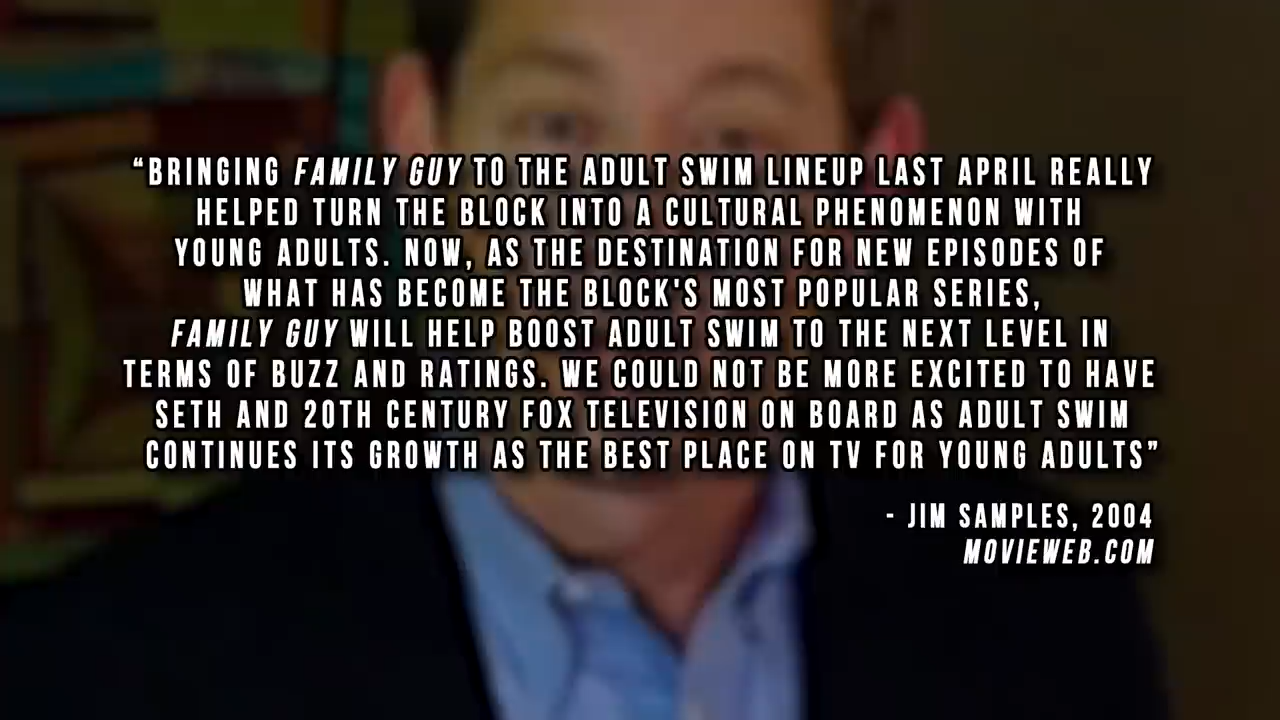 “BRINGING FAMILY GUY TO THE ADULT SWIM LINEUP LAST APRIL REALLY
HELPED TURN THE BLOCK INTO A CULTURAL PHENOMENON WITH
YOUNG ADULTS. NOW, AS THE DESTINATION FOR NEW EPISODES OF
WHAT HAS BECOME THE BLOCK'S MOST POPULAR SERIES,
FAMILY GUY WILL HELP BOOST ADULT SWIM TO THE NEXT LEVEL IN
TERMS OF BUZZ AND RATINGS. WE COULD NOT BE MORE EXCITED TO HAVE
SETH AND 20TH CENTURY FOX TELEVISION ON BOARD AS ADULT SWIM
CONTINUES ITS GROWTH AS THE BEST PLACE ON TV FOR YOUNG ADULTS”
- JIM SAMPLES, 2004
MOVIEWEB.COM